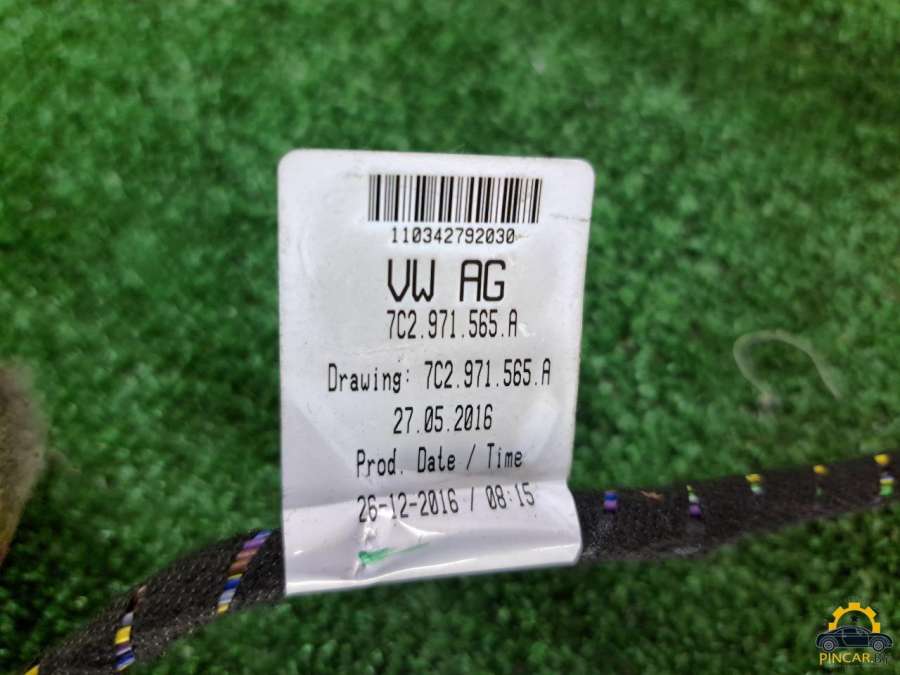 110342792030
VW AG
7C2.971.565.A
Drawing: 7C2.971.565.A
27.05.2016
Prod. Date / Time
26-12-2016 / 08:15
PINCAR.BY